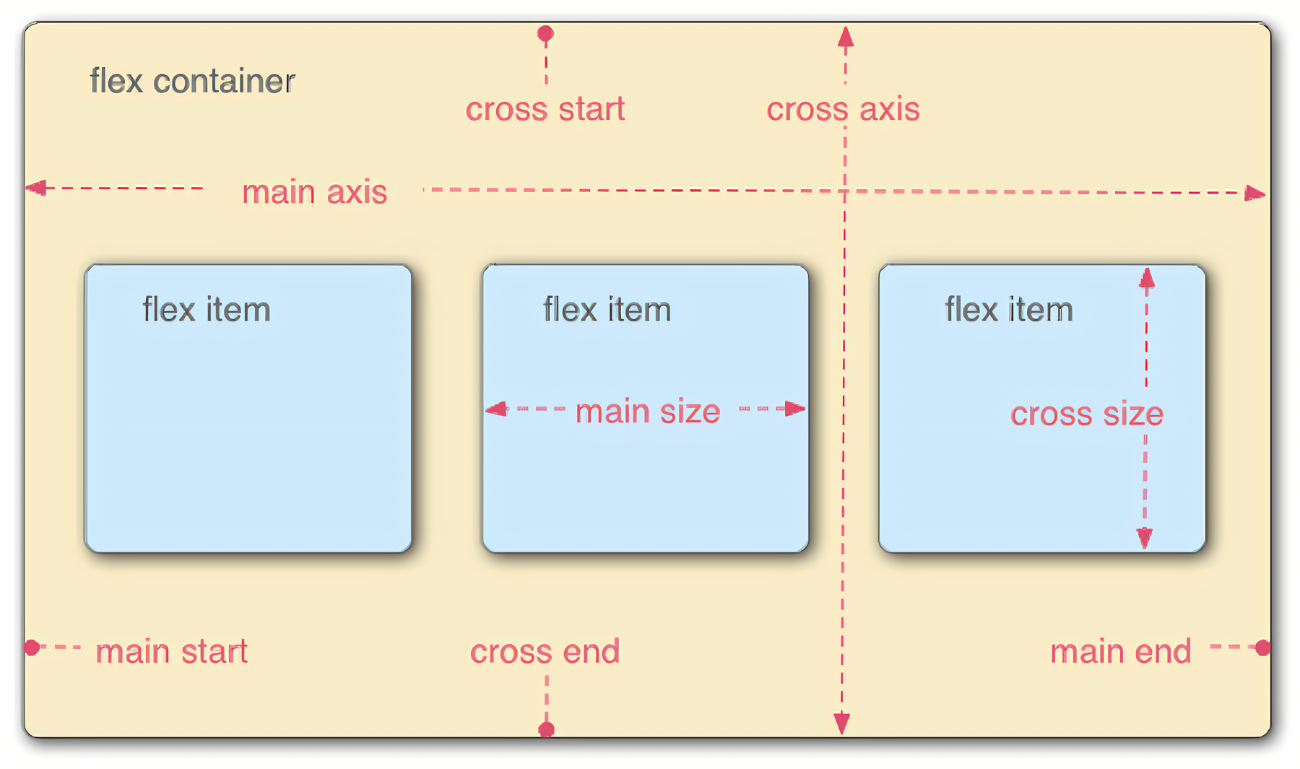 flex container
cross start
cross axis
main axis
flex item
flex item
flex item
main size
cross size
main start
cross end
main end